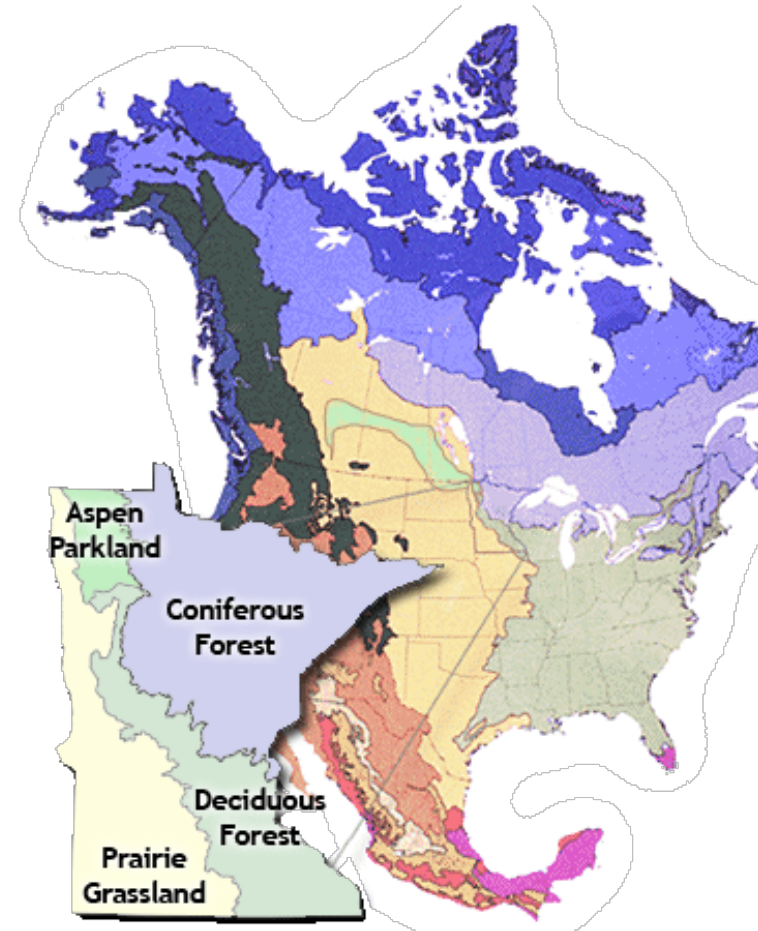 Aspen
Parkland
Coniferous
Forest
Deciduous
Forest
Prairie
Grassland